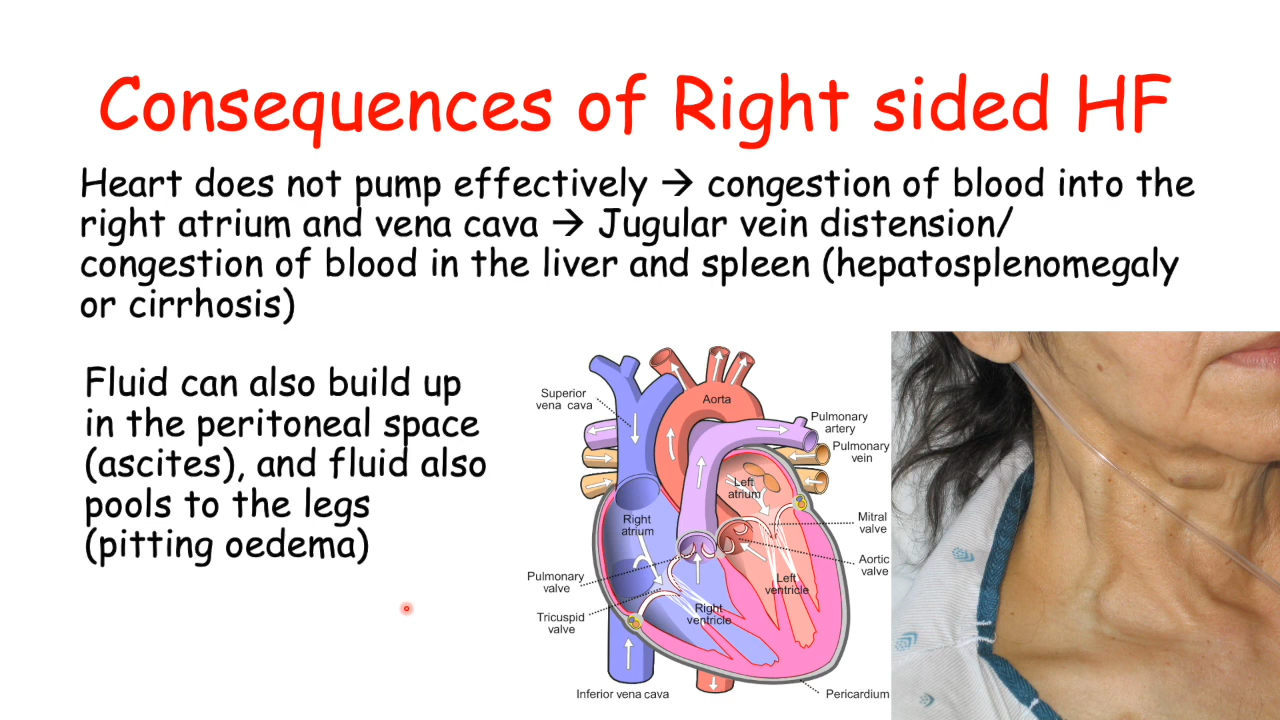 Consequences of Right sided HF
Heart does not pump effectively → congestion of blood into the
right atrium and vena cava → Jugular vein distension/
congestion of blood in the liver and spleen (hepatosplenomegaly
or cirrhosis)
Fluid can also build up
in the peritoneal space
(ascites), and fluid also
pools to the legs
(pitting oedema)
Superior
vena cava
Aorta
Pulmonary
artery
Pulmonary
vein
Left
atrium
Right
atrium
Mitral
valve
Aortic
valve
Pulmonary
valve
Left
ventricle
Tricuspid
valve
Right
ventricle
Inferior vena cava
Pericardium